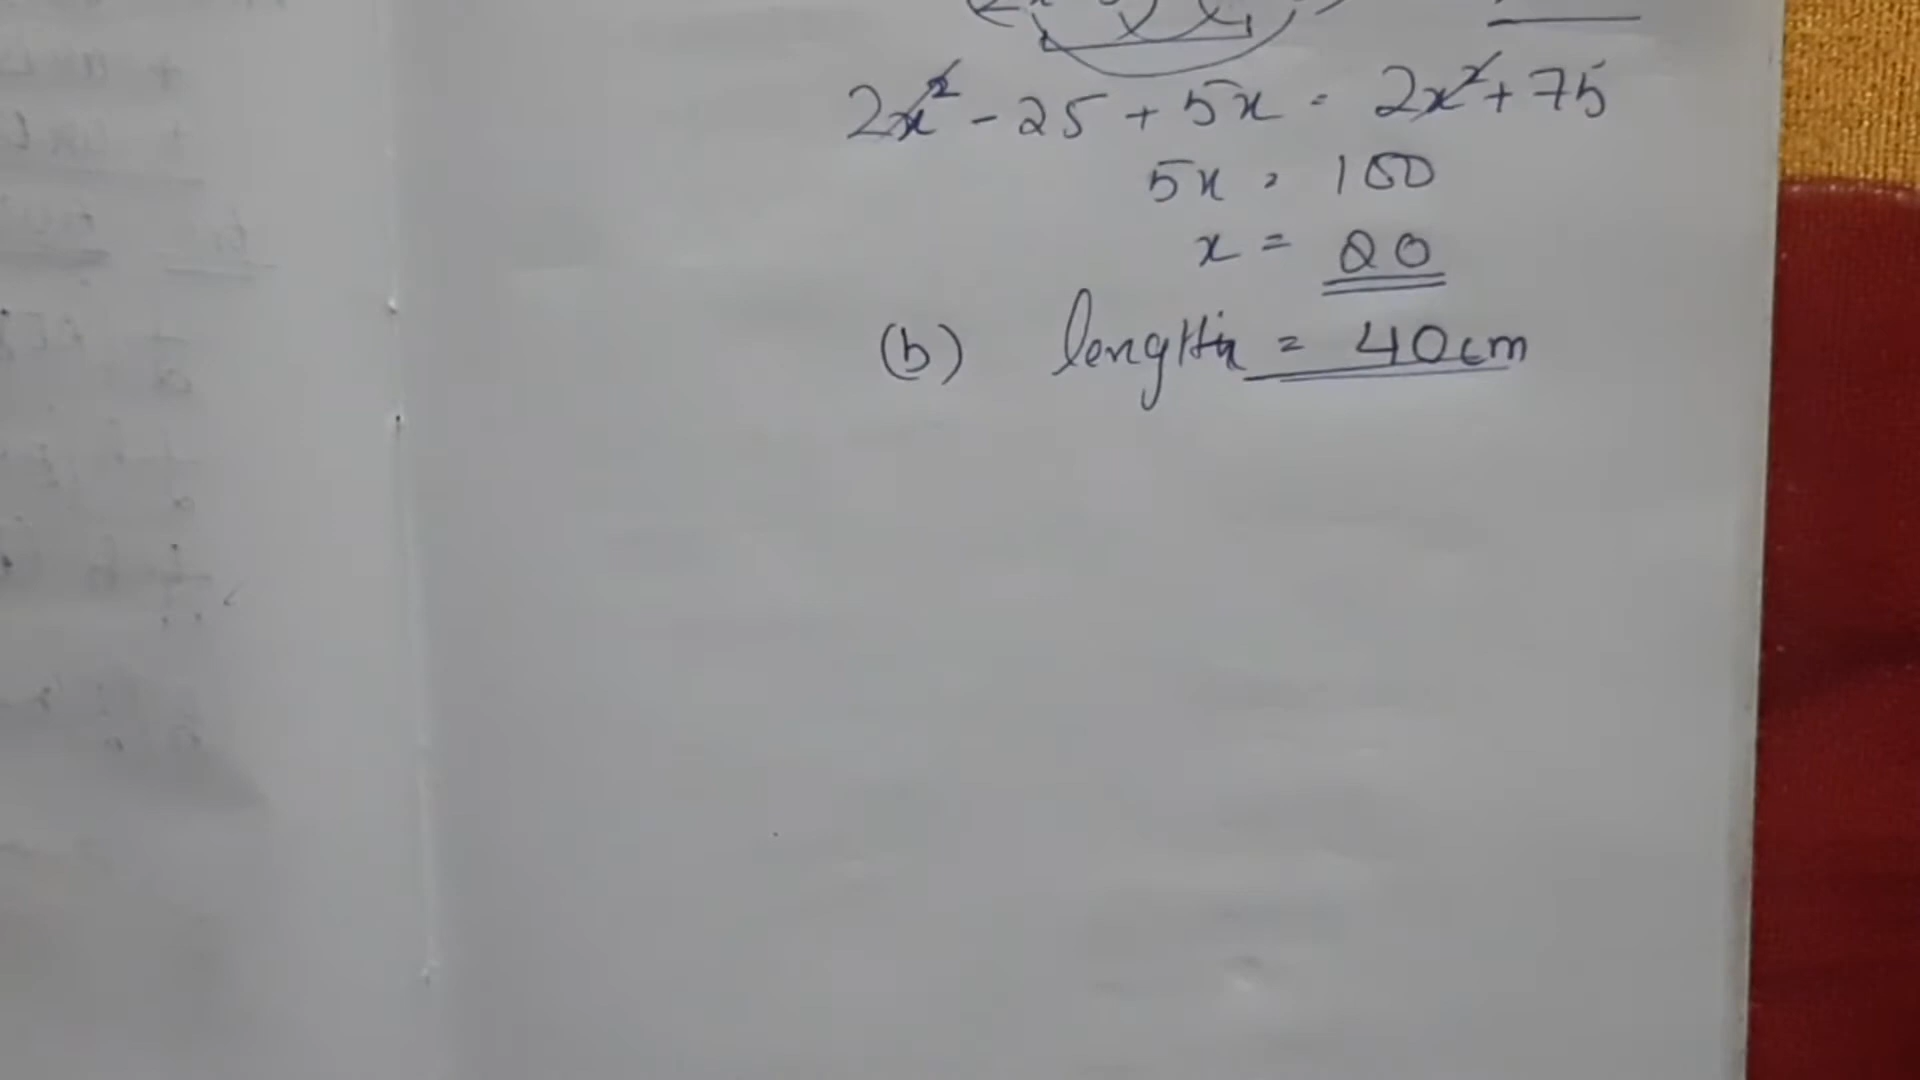 2x² - 25 + 5x = 2x² + 75
5x = 100
x = 20
(b) length = 40cm